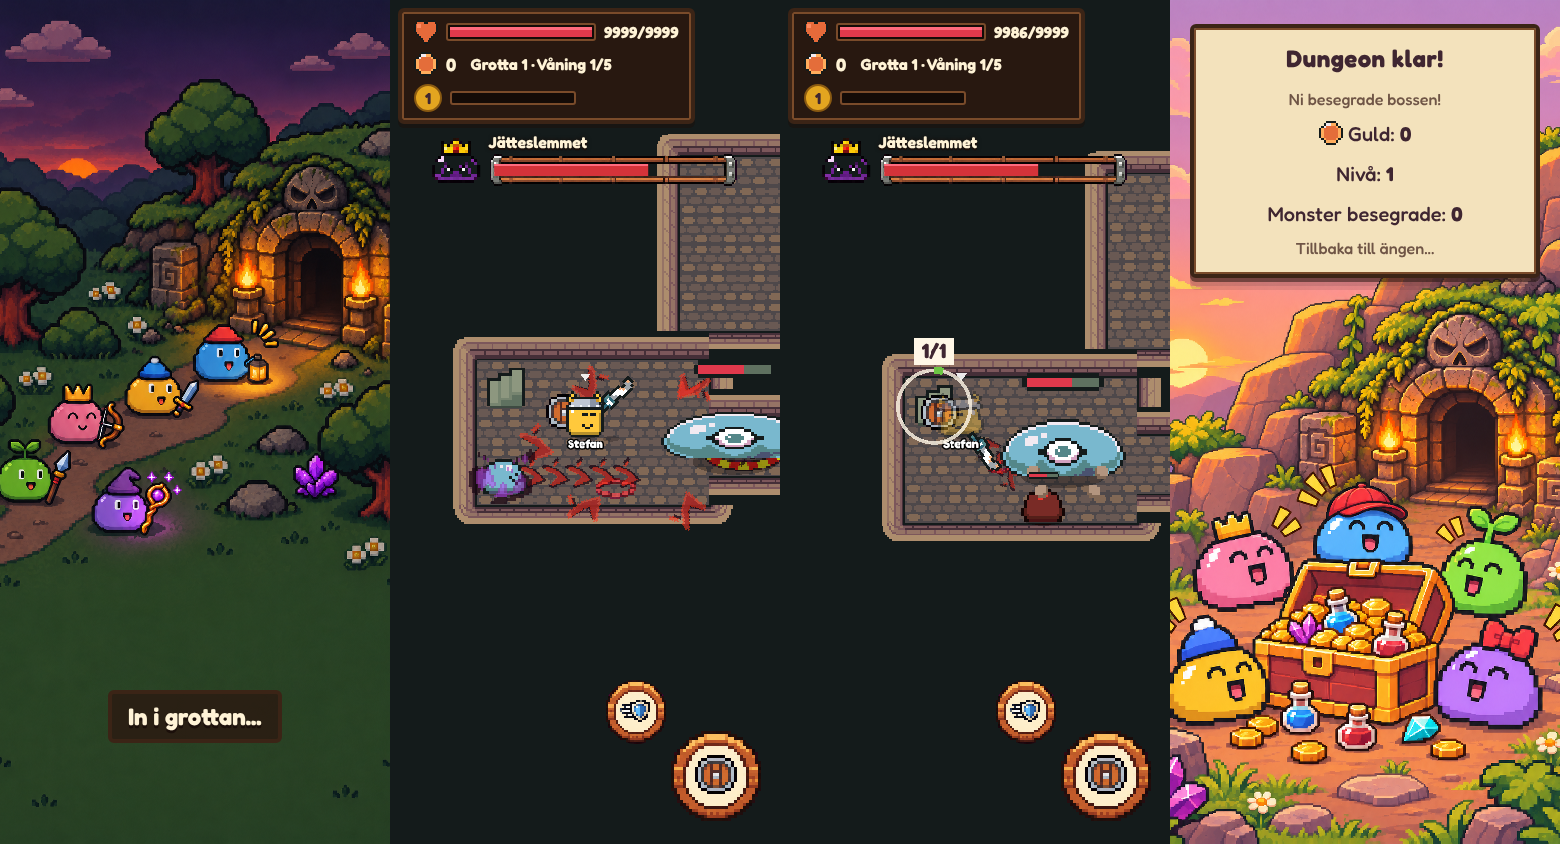 In i grottan...
9999/9999
0 Grotta 1 · Våning 1/5
1
Jätteslemmet
Stefan
9986/9999
0 Grotta 1 · Våning 1/5
1
Jätteslemmet
1/1
Stefan
Dungeon klar!
Ni besegrade bossen!
Guld: 0
Nivå: 1
Monster besegrade: 0
Tillbaka till ängen...